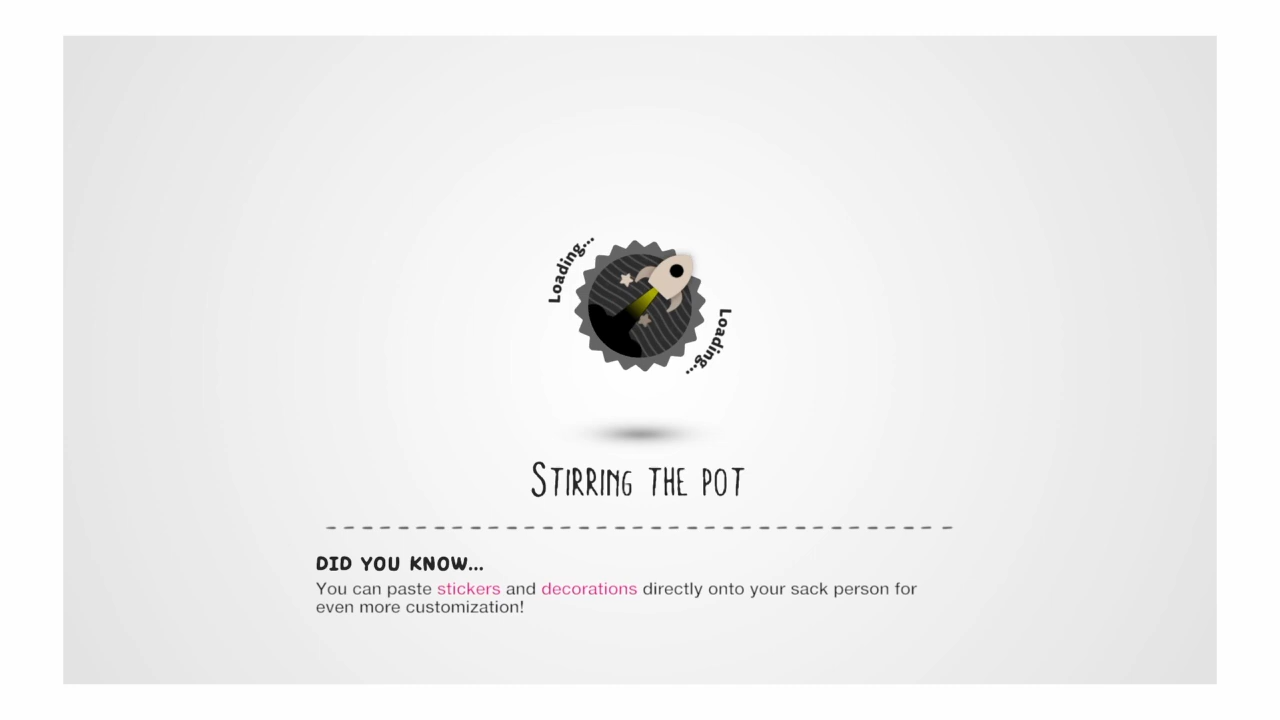 Loading...
Loading...
STIRRING THE POT
DID YOU KNOW...
You can paste stickers and decorations directly onto your sack person for
even more customization!